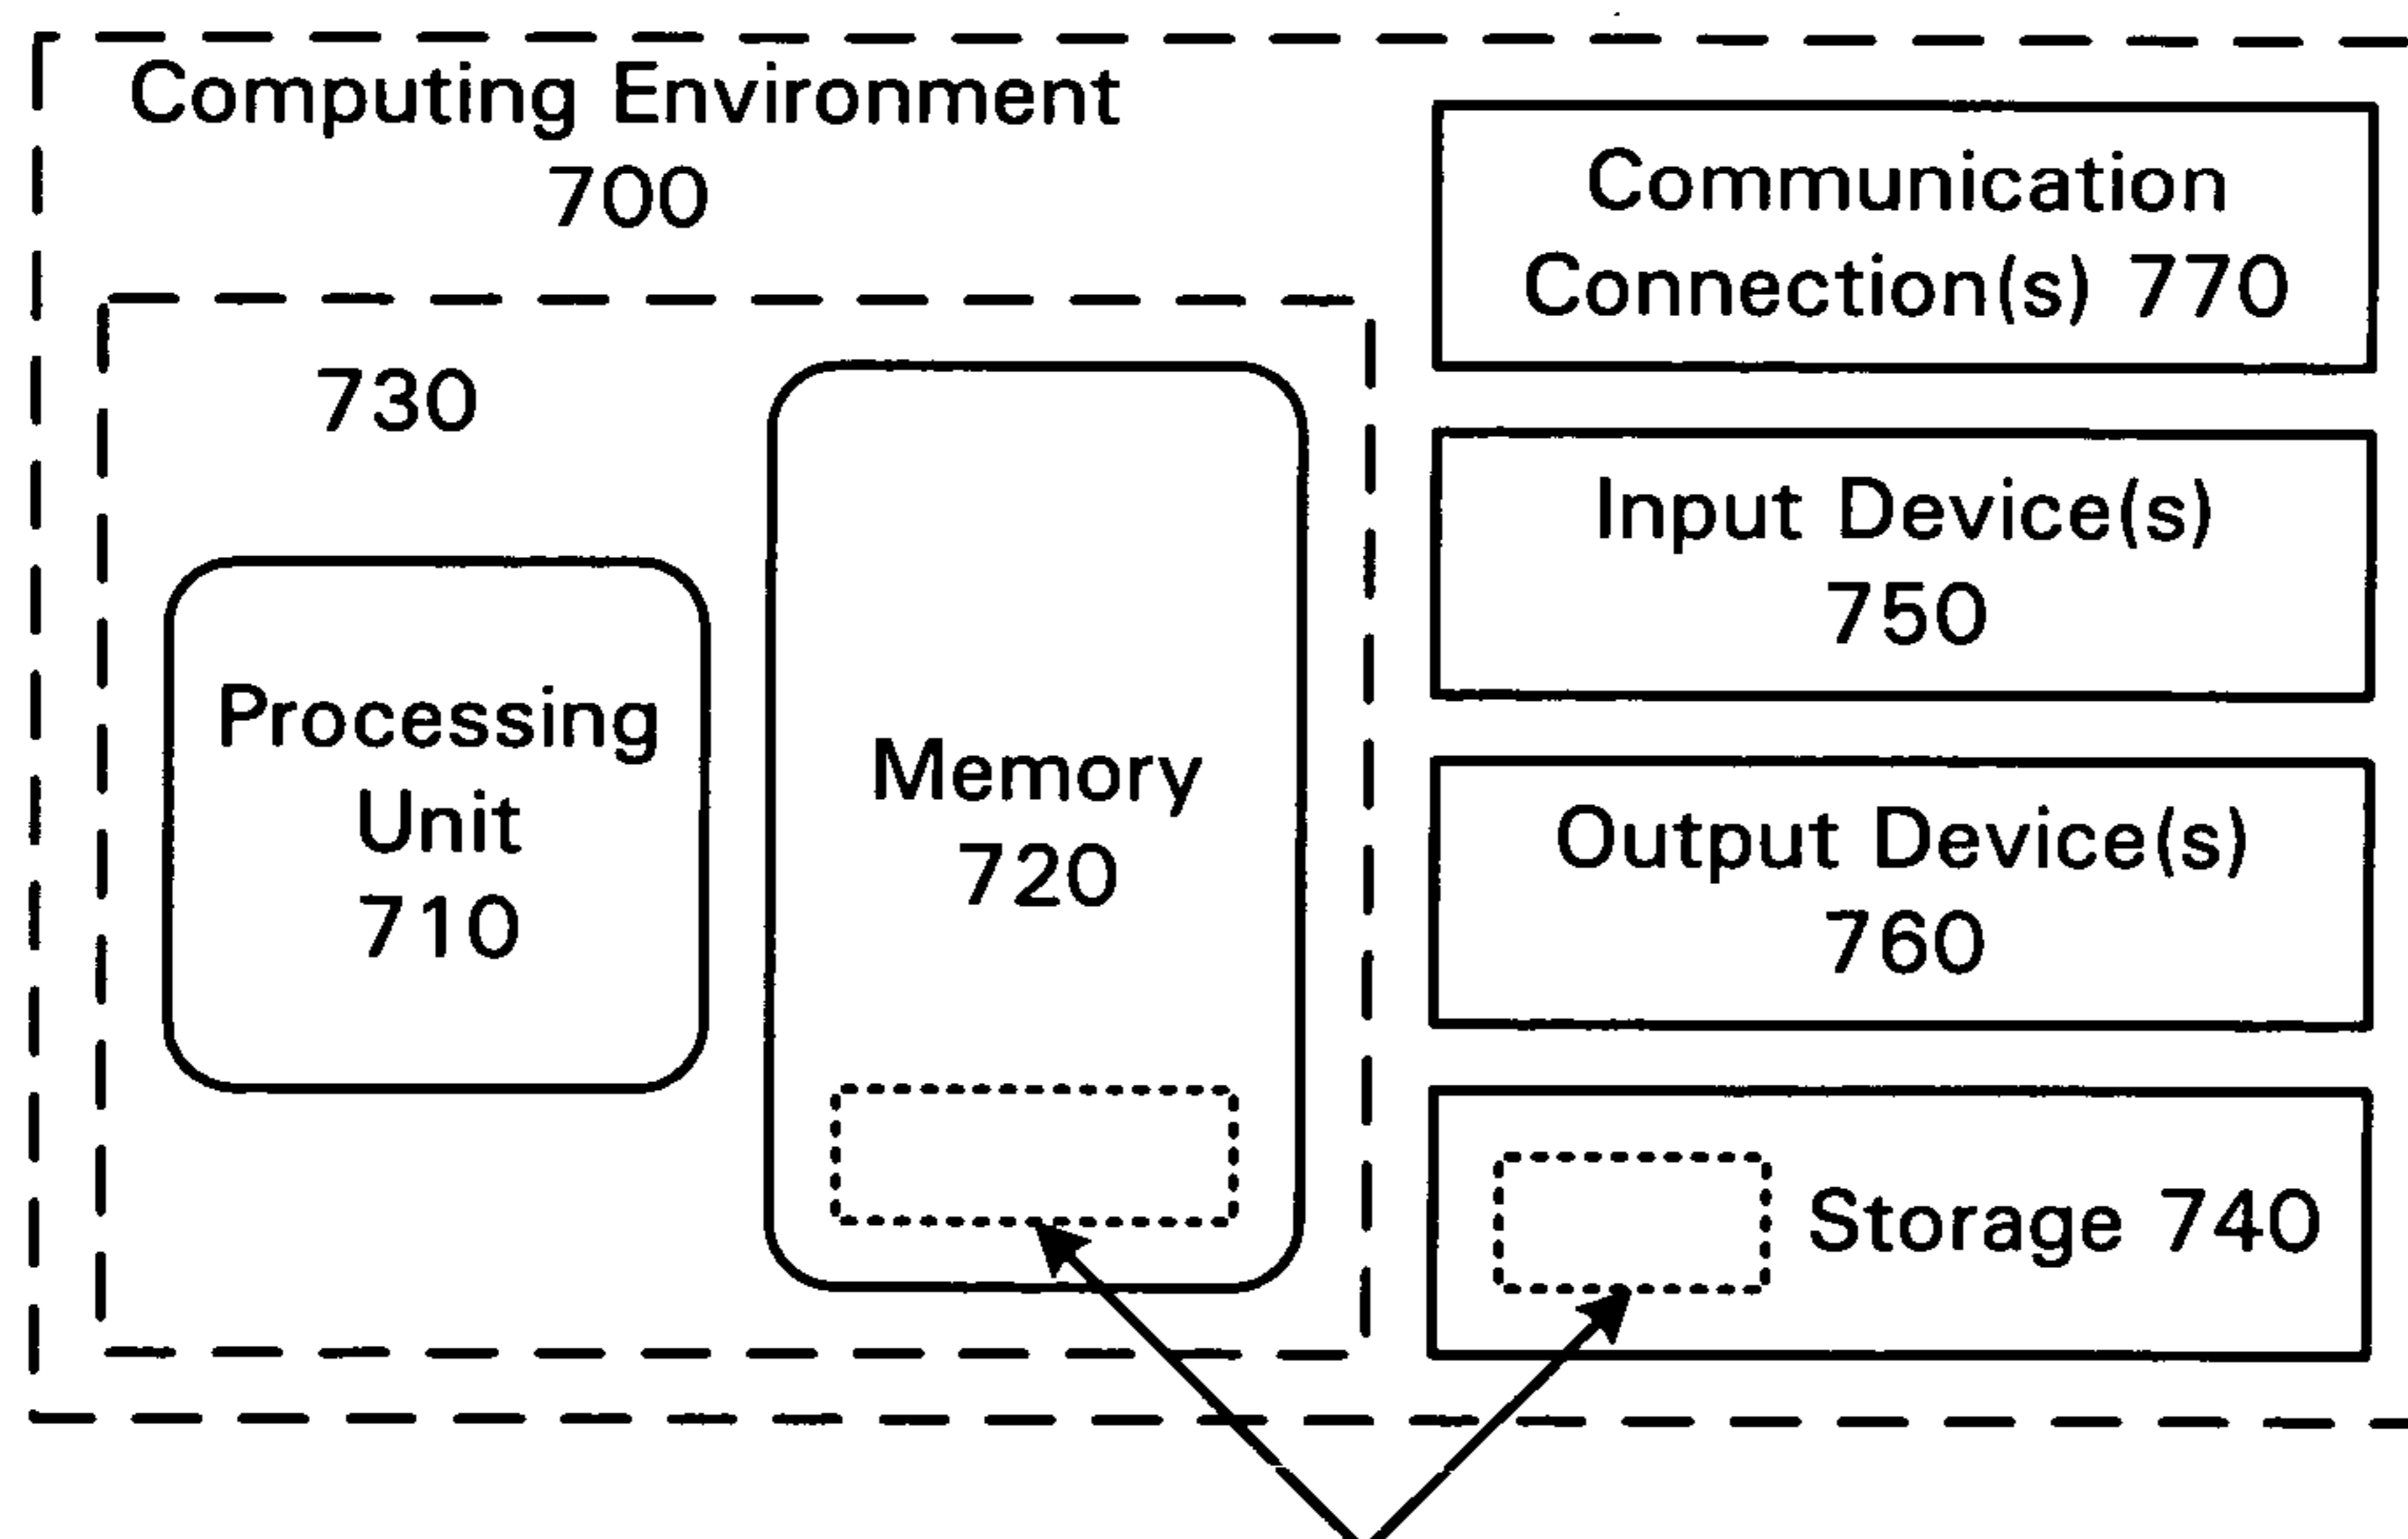 Computing Environment
700
730
Processing
Unit
710
Memory
720
Communication
Connection(s) 770
Input Device(s)
750
Output Device(s)
760
Storage 740